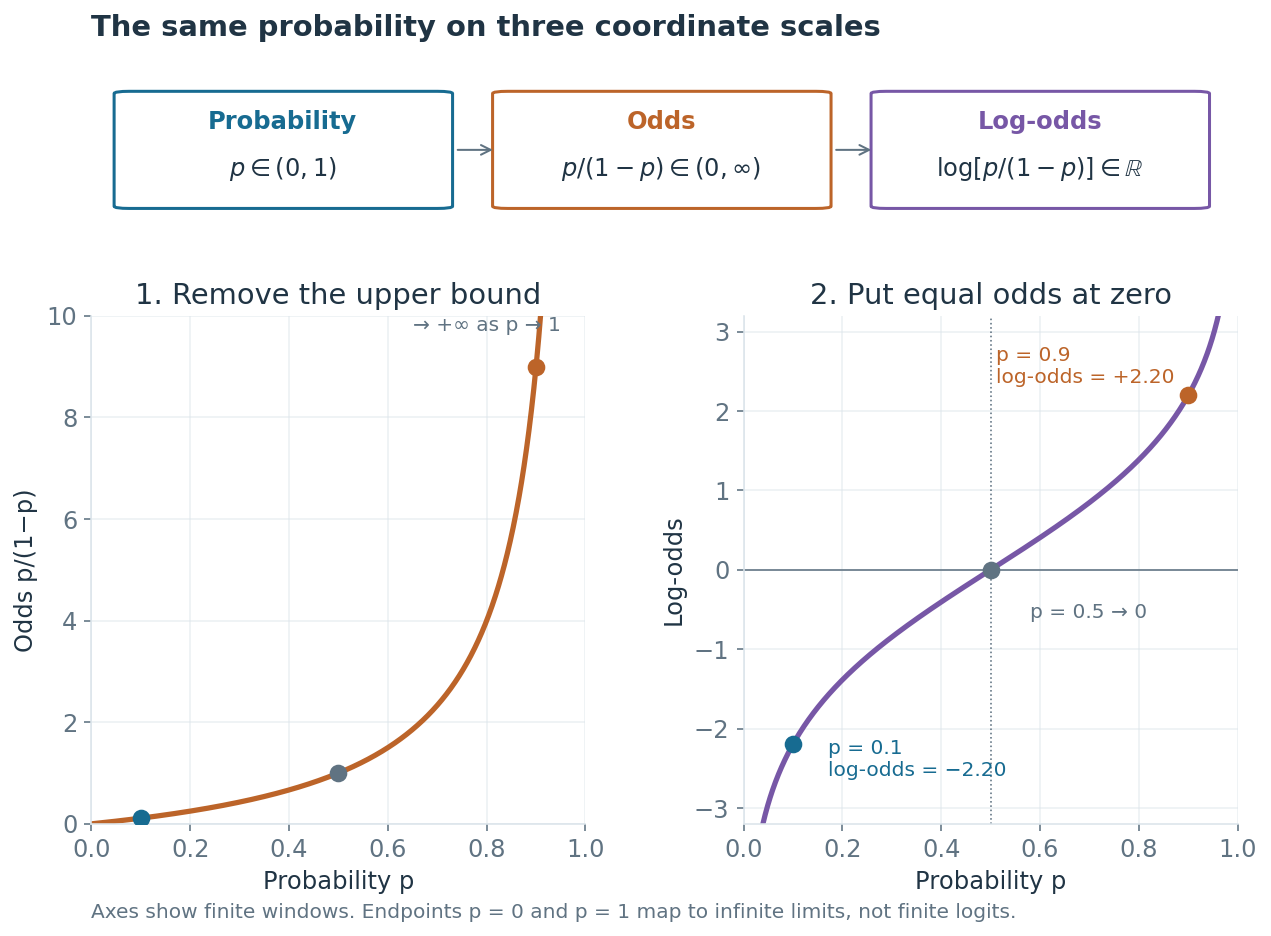 The same probability on three coordinate scales
Probability
p ∈ (0, 1)
Odds
p/(1 − p) ∈ (0, ∞)
Log-odds
log[p/(1 − p)] ∈ ℝ
1. Remove the upper bound
→ +∞ as p → 1
10
8
6
4
2
0
Odds p/(1−p)
0.0 0.2 0.4 0.6 0.8 1.0
Probability p
2. Put equal odds at zero
3
2
1
0
−1
−2
−3
Log-odds
p = 0.9
log-odds = +2.20
p = 0.5 → 0
p = 0.1
log-odds = −2.20
0.0 0.2 0.4 0.6 0.8 1.0
Probability p
Axes show finite windows. Endpoints p = 0 and p = 1 map to infinite limits, not finite logits.